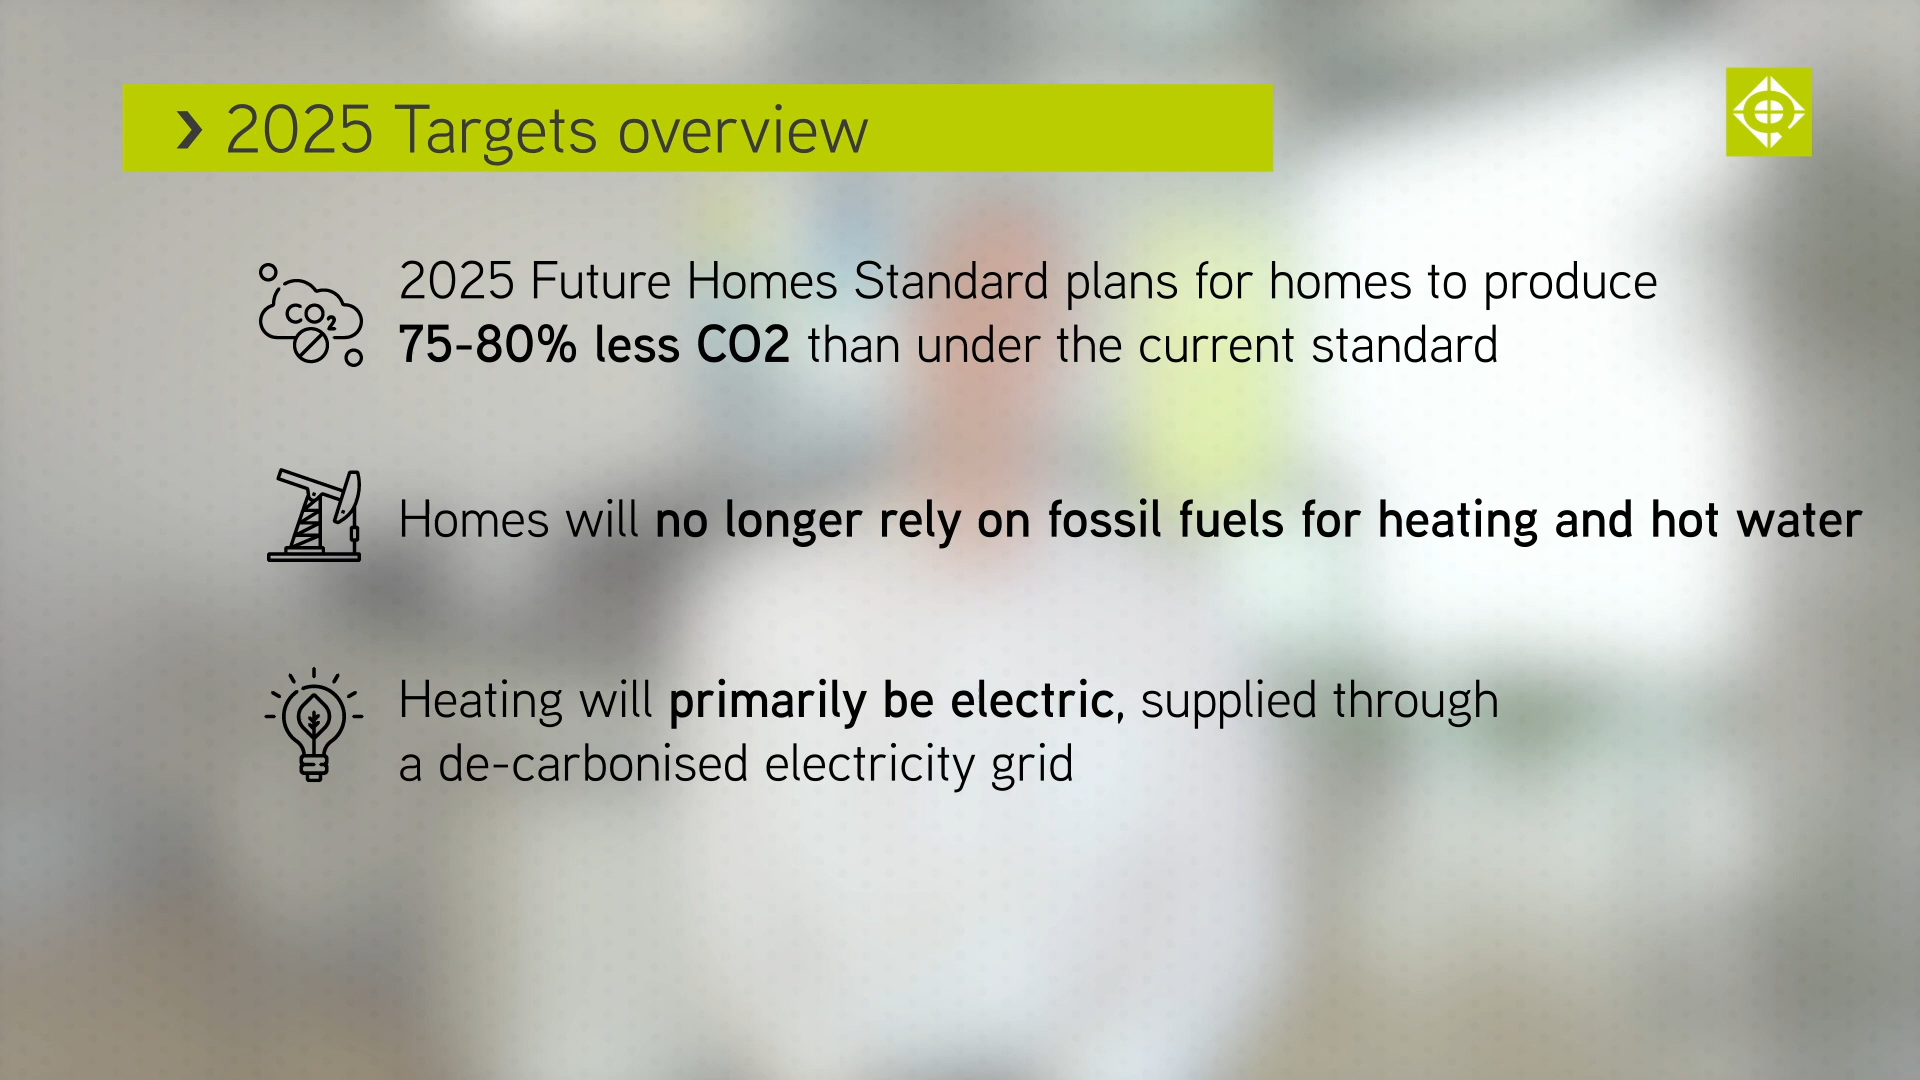 2025 Targets overview
CO2
2025 Future Homes Standard plans for homes to produce
75-80% less CO2 than under the current standard
Homes will no longer rely on fossil fuels for heating and hot water
Heating will primarily be electric, supplied through
a de-carbonised electricity grid